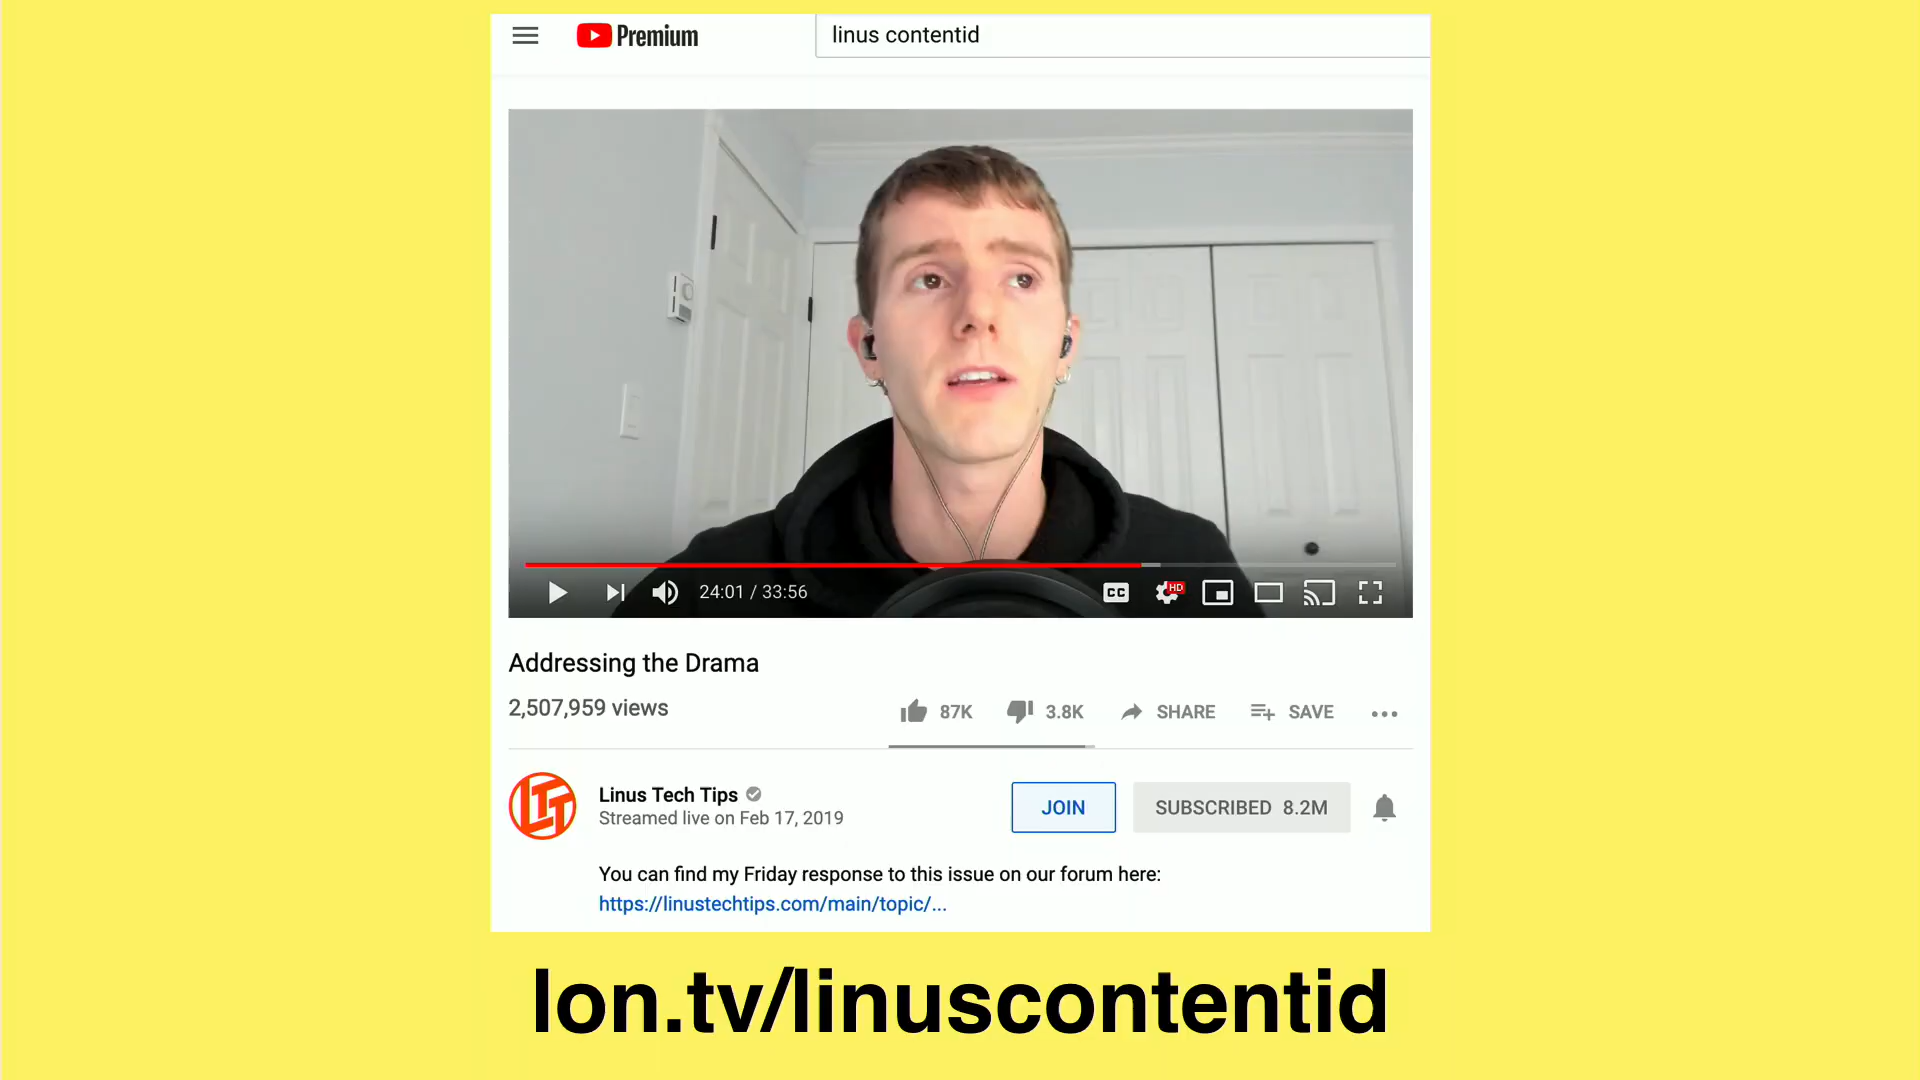 Premium
linus contentid
24:01 / 33:56
CC
HD
Addressing the Drama
2,507,959 views
87K
3.8K
SHARE
SAVE
LTT
Linus Tech Tips
Streamed live on Feb 17, 2019
JOIN
SUBSCRIBED 8.2M
You can find my Friday response to this issue on our forum here:
https://linustechtips.com/main/topic/...
lon.tv/linuscontentid